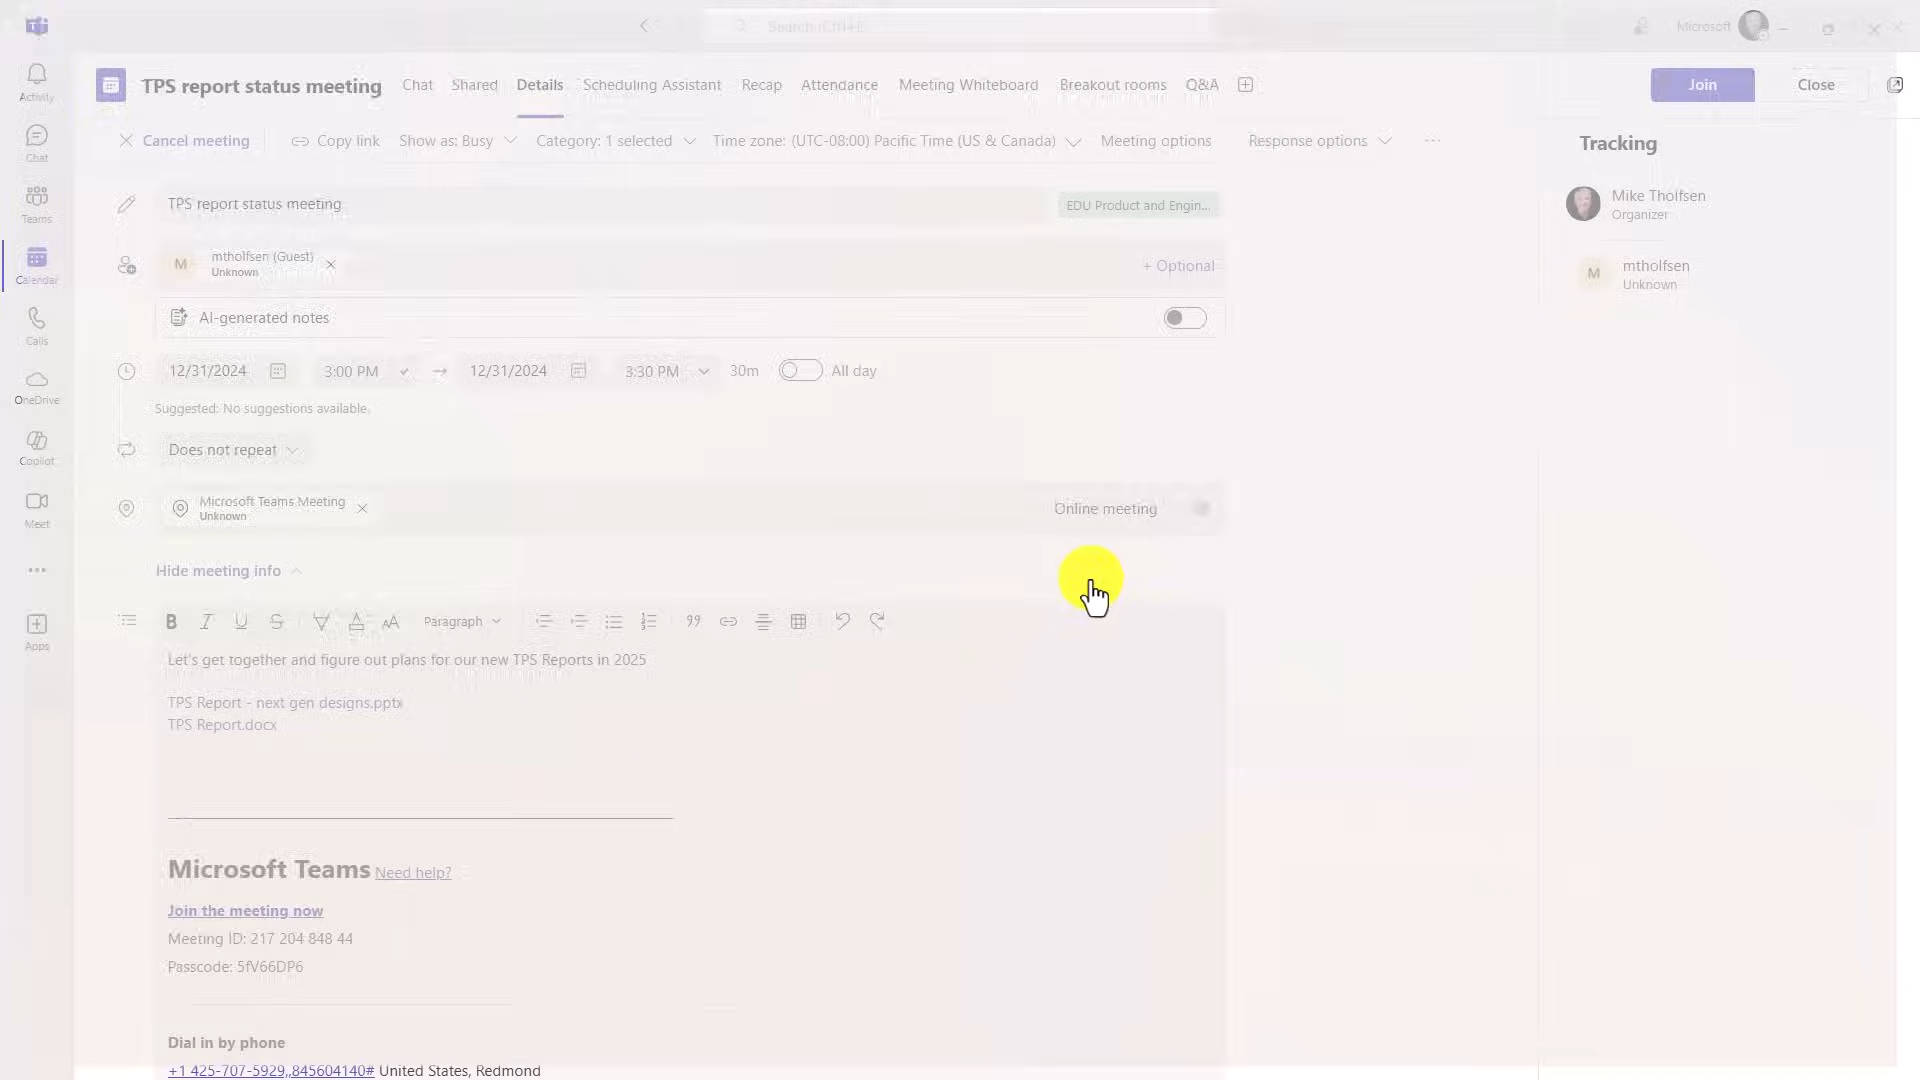 Search (Ctrl+E)
Microsoft
TPS report status meeting Chat Shared Details Scheduling Assistant Recap Attendance Meeting Whiteboard Breakout rooms Q&A Join Close
Activity
Chat
Teams
Calendar
Calls
OneDrive
Copilot
Meet
Apps
Cancel meeting Copy link Show as: Busy Category: 1 selected Time zone: (UTC-08:00) Pacific Time (US & Canada) Meeting options Response options
TPS report status meeting EDU Product and Engin...
M mtholfsen (Guest)
Unknown
+ Optional
AI-generated notes
12/31/2024 3:00 PM → 12/31/2024 3:30 PM 30m All day
Suggested: No suggestions available.
Does not repeat
Microsoft Teams Meeting
Unknown
Online meeting
Hide meeting info
B I U S AA Paragraph
Let's get together and figure out plans for our new TPS Reports in 2025
TPS Report - next gen designs.pptx
TPS Report.docx
Microsoft Teams Need help?
Join the meeting now
Meeting ID: 217 204 848 44
Passcode: 5fV66DP6
Dial in by phone
+1 425-707-5929,,845604140# United States, Redmond
Tracking
Mike Tholfsen
Organizer
M mtholfsen
Unknown